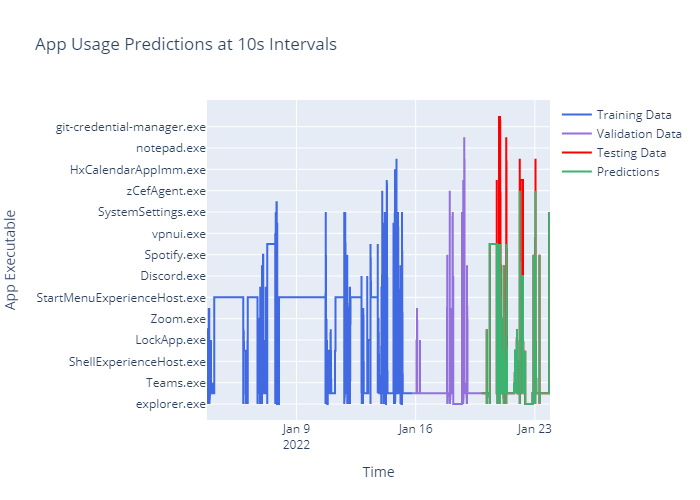 App Usage Predictions at 10s Intervals
Training Data
Validation Data
Testing Data
Predictions
App Executable
git-credential-manager.exe
notepad.exe
HxCalendarAppImm.exe
zCefAgent.exe
SystemSettings.exe
vpnui.exe
Spotify.exe
Discord.exe
StartMenuExperienceHost.exe
Zoom.exe
LockApp.exe
ShellExperienceHost.exe
Teams.exe
explorer.exe
Jan 9
2022
Jan 16
Jan 23
Time